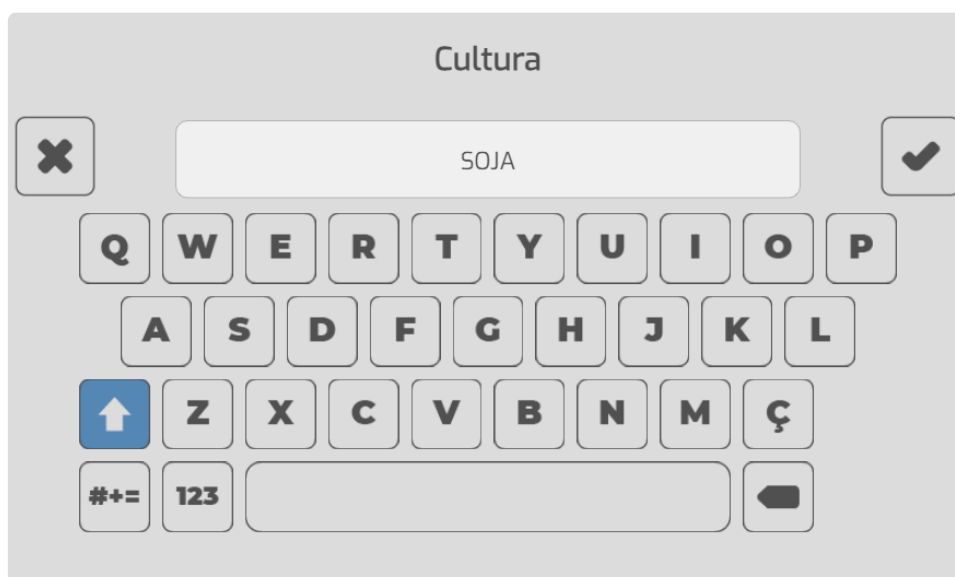 Cultura
SOJA
Q W E R T Y U I O P
A S D F G H J K L
Z X C V B N M Ç
#+= 123